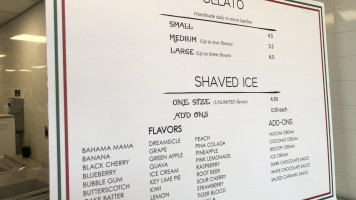 GELATO
Handmade daily in micro batches
SMALL 4.5
MEDIUM (Up to two flavors) 5.5
LARGE (Up to three flavors) 6.5
SHAVED ICE
ONE SIZE (UNLIMITED flavors) 4.50
ADD ONS 0.50 each
FLAVORS
BAHAMA MAMA
BANANA
BLACK CHERRY
BLUEBERRY
BUBBLE GUM
BUTTERSCOTCH
CAKE BATTER
DREAMSICLE
GRAPE
GREEN APPLE
GUAVA
ICE CREAM
KEY LIME PIE
KIWI
LEMON
PEACH
PINA COLADA
PINEAPPLE
PINK LEMONADE
RASPBERRY
ROOT BEER
SOUR CHERRY
STRAWBERRY
TIGER BLOOD
ADD-ONS
MOCHA CREAM
COCONUT CREAM
BISCOFF CREAM
ICE CREAM
DARK CHOCOLATE SAUCE
WHITE CHOCOLATE SAUCE
SALTED CARAMEL SAUCE